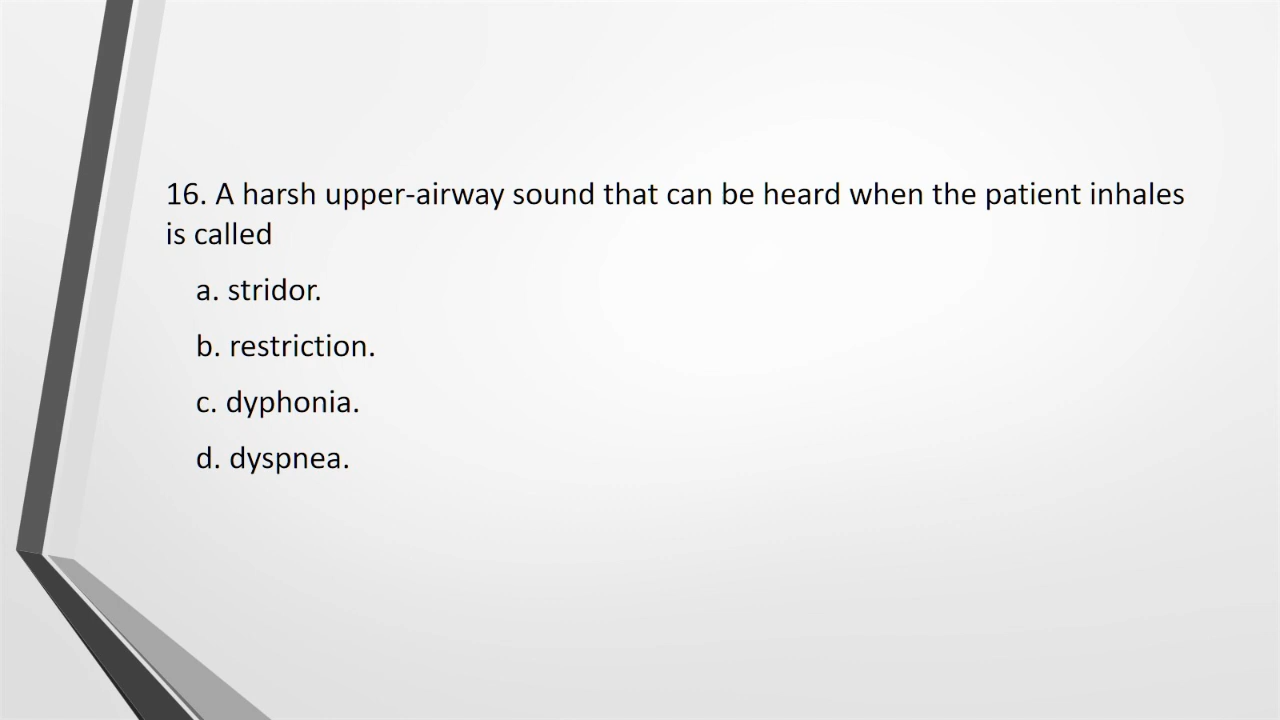 16. A harsh upper-airway sound that can be heard when the patient inhales
is called
a. stridor.
b. restriction.
c. dyphonia.
d. dyspnea.